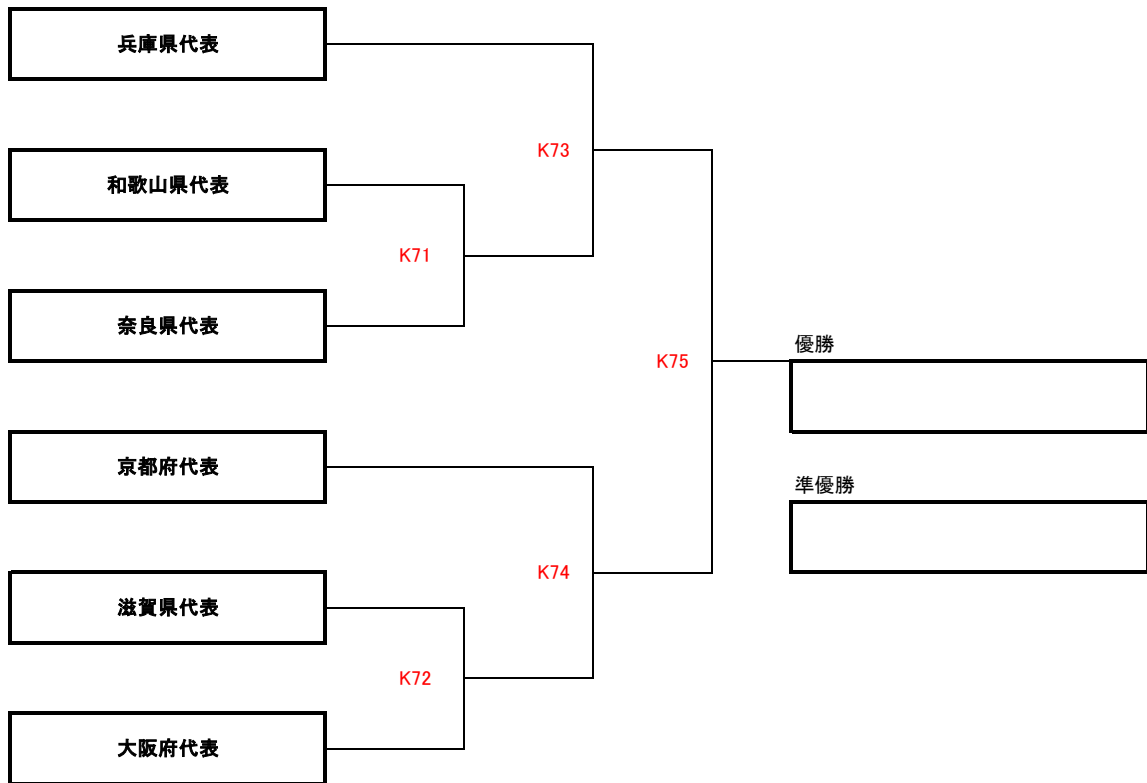 兵庫県代表
K73
和歌山県代表
K71
奈良県代表
優勝
K75
京都府代表
準優勝
K74
滋賀県代表
K72
大阪府代表